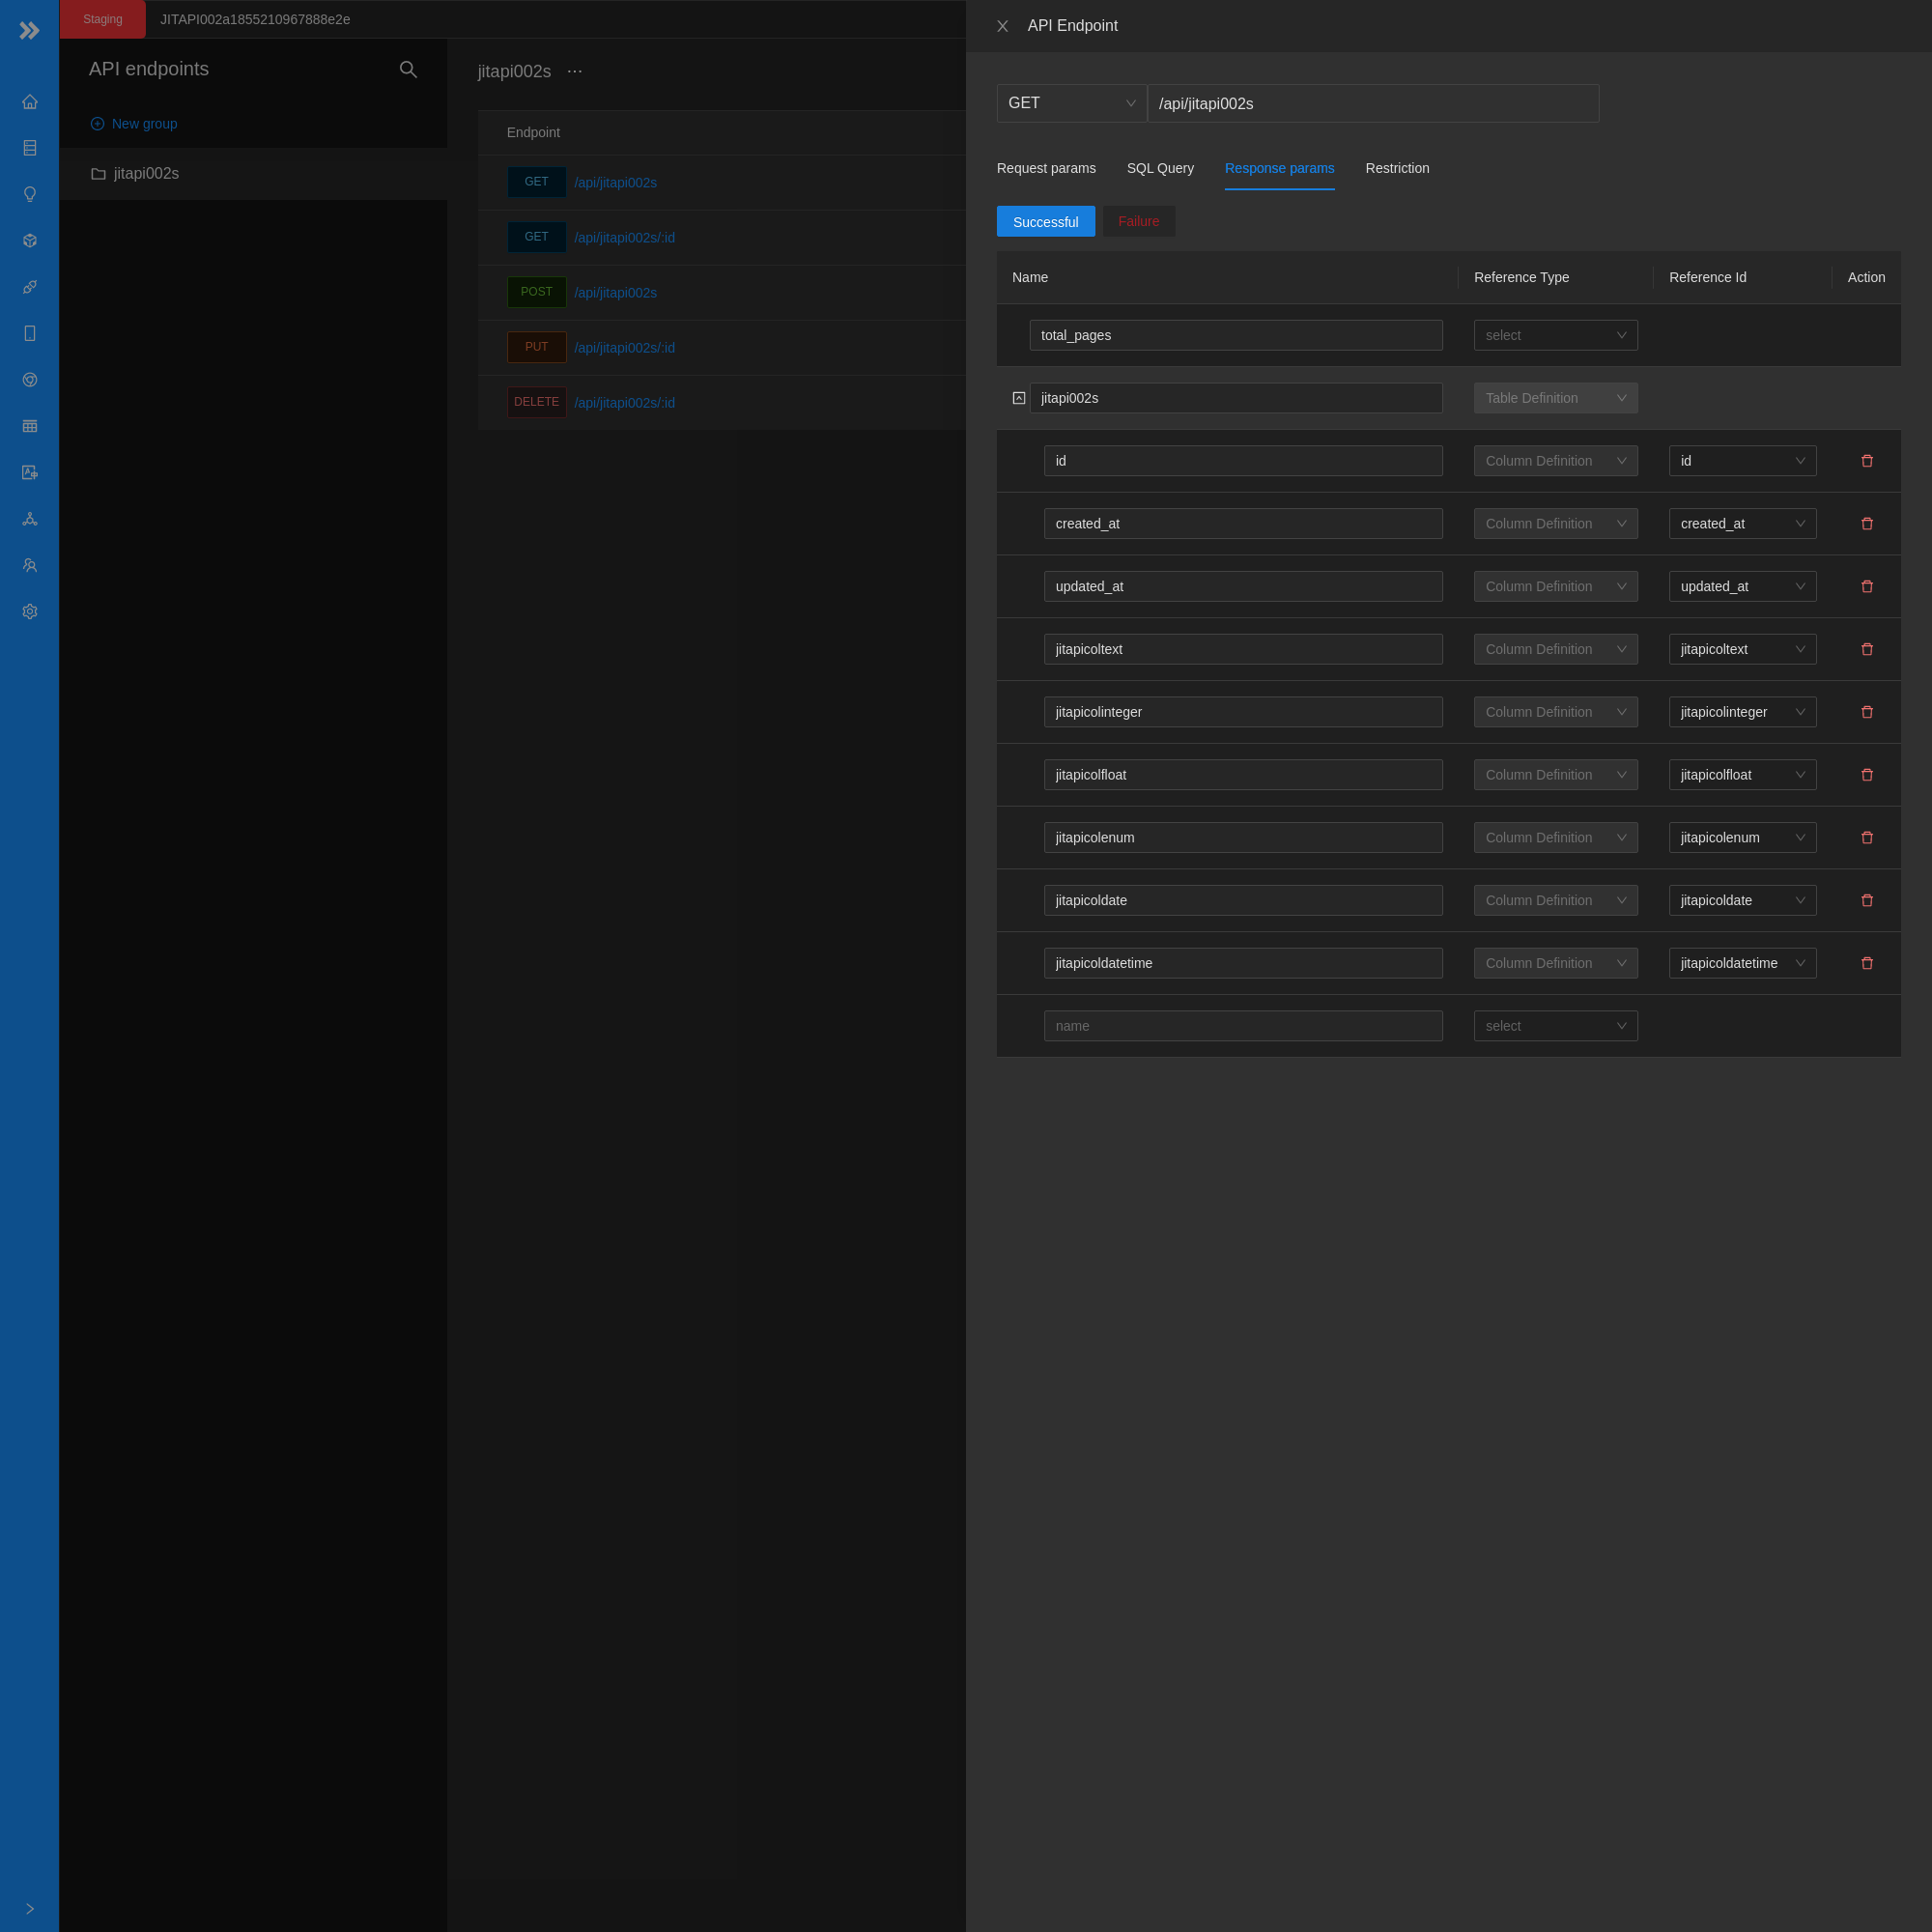 Staging JITAPI002a1855210967888e2e
API endpoints
New group
jitapi002s
jitapi002s ...
Endpoint
GET /api/jitapi002s
GET /api/jitapi002s/:id
POST /api/jitapi002s
PUT /api/jitapi002s/:id
DELETE /api/jitapi002s/:id
API Endpoint
GET /api/jitapi002s
Request params SQL Query Response params Restriction
Successful Failure
Name Reference Type Reference Id Action
total_pages select
jitapi002s Table Definition
id Column Definition id
created_at Column Definition created_at
updated_at Column Definition updated_at
jitapicoltext Column Definition jitapicoltext
jitapicolinteger Column Definition jitapicolinteger
jitapicolfloat Column Definition jitapicolfloat
jitapicolenum Column Definition jitapicolenum
jitapicoldate Column Definition jitapicoldate
jitapicoldatetime Column Definition jitapicoldatetime
name select